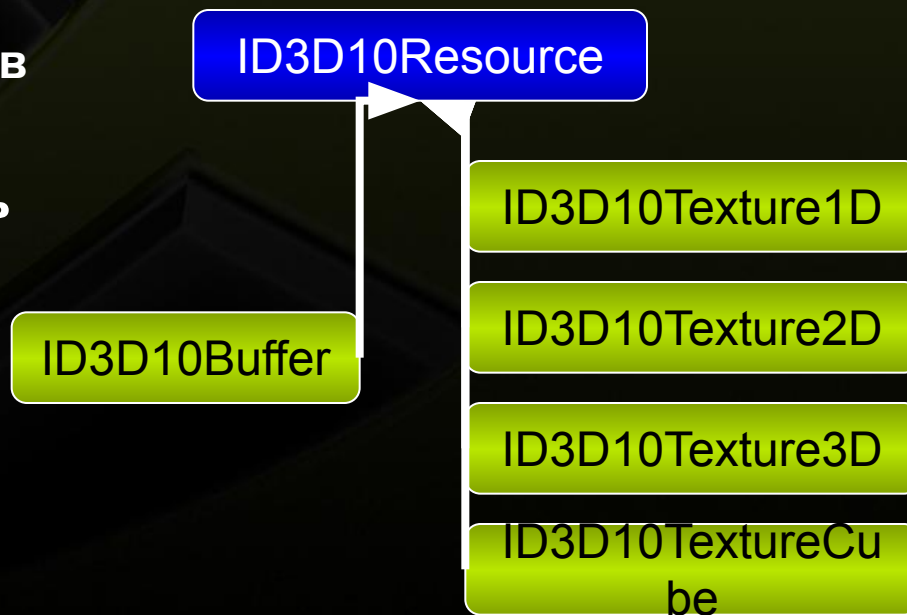 в
ID3D10Resource
ь
ID3D10Texture1D
ID3D10Texture2D
ID3D10Buffer
ID3D10Texture3D
ID3D10TextureCu
be